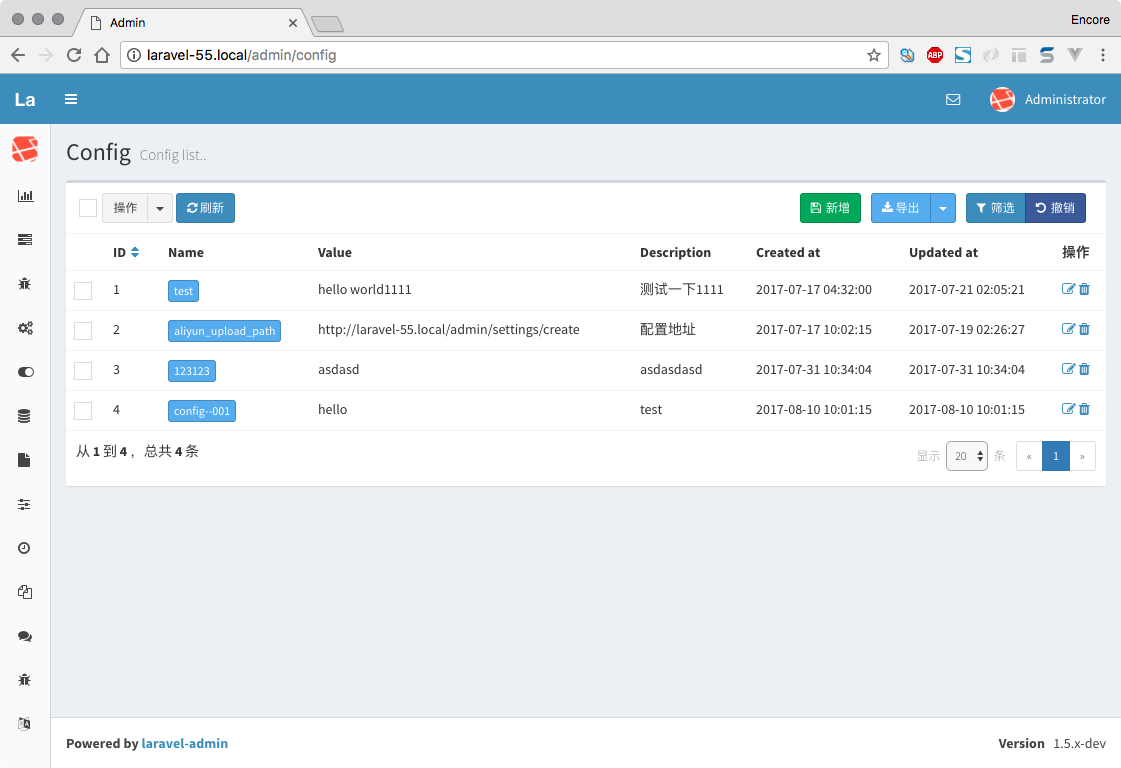 Admin
Encore
laravel-55.local/admin/config
ABP
La
Administrator
Config Config list..
操作 刷新 新增 导出 筛选 撤销
ID Name Value Description Created at Updated at 操作
1 test hello world1111 测试一下1111 2017-07-17 04:32:00 2017-07-21 02:05:21
2 aliyun_upload_path http://laravel-55.local/admin/settings/create 配置地址 2017-07-17 10:02:15 2017-07-19 02:26:27
3 123123 asdasd asdasdasd 2017-07-31 10:34:04 2017-07-31 10:34:04
4 config--001 hello test 2017-08-10 10:01:15 2017-08-10 10:01:15
从 1 到 4 ，总共 4 条 显示 20 条 « 1 »
Powered by laravel-admin Version 1.5.x-dev